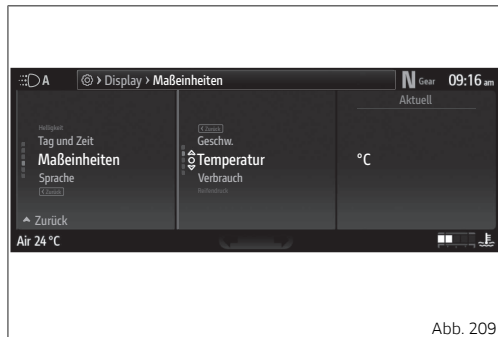 A
> Display > Maßeinheiten
N Gear
09:16 am
Helligkeit
Tag und Zeit
Maßeinheiten
Sprache
Zurück
Zurück
Zurück
Geschw.
Temperatur
Verbrauch
Reifendruck
Aktuell
°C
Air 24 °C
Abb. 209